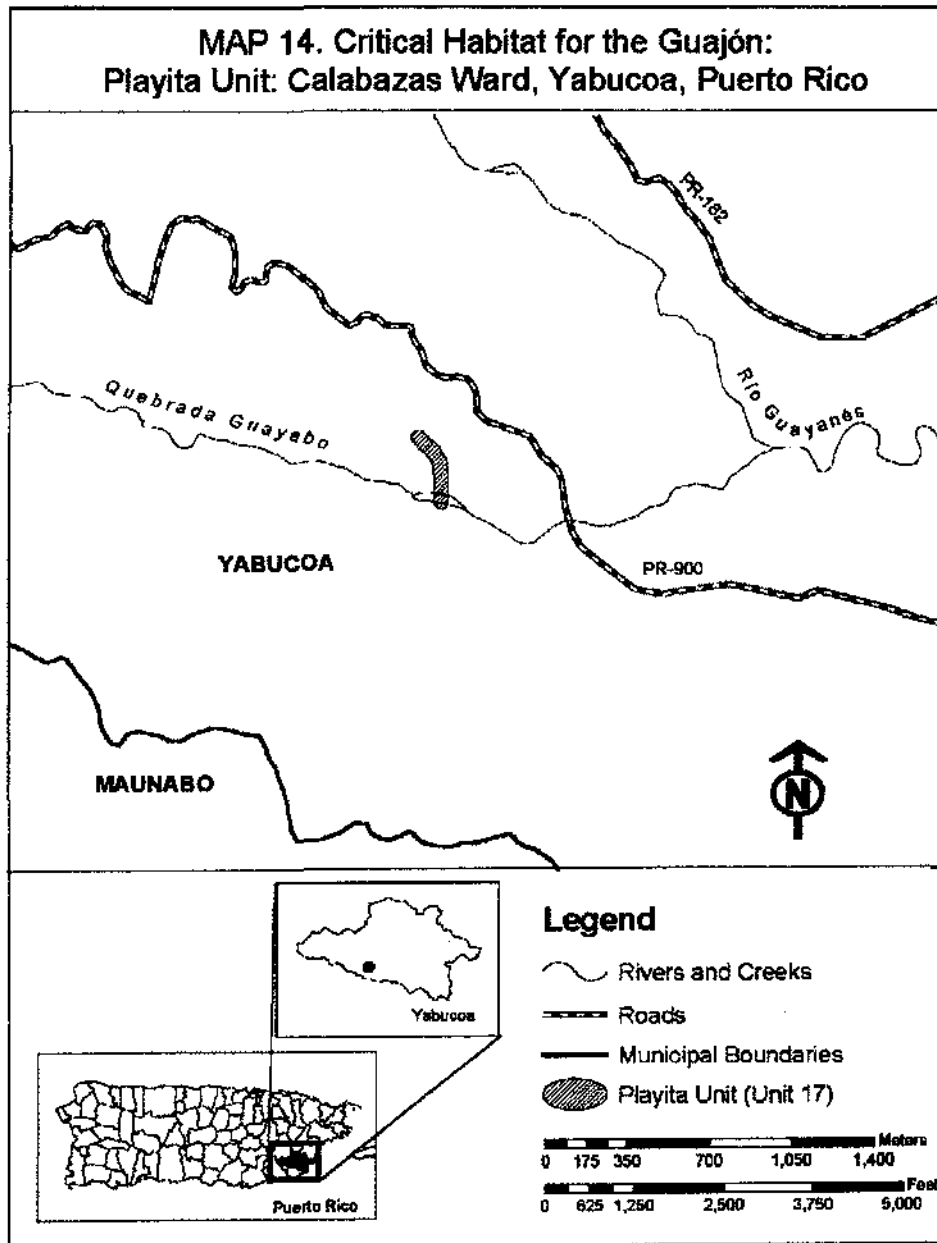 MAP 14. Critical Habitat for the Guajón:
Playita Unit: Calabazas Ward, Yabucoa, Puerto Rico
PR-182
Río Guayanés
Quebrada Guayabo
YABUCOA
PR-900
MAUNABO
N
Yabucoa
Puerto Rico
Legend
Rivers and Creeks
Roads
Municipal Boundaries
Playita Unit (Unit 17)
Meters
0 175 350 700 1,050 1,400
Feet
0 625 1,250 2,500 3,750 5,000